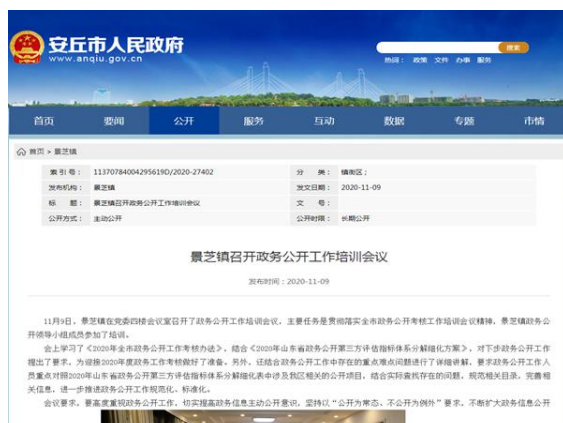 安丘市人民政府
www.anqiu.gov.cn
搜索
热词： 政策 文件 办事 服务
首页 要闻 公开 服务 互动 数据 专题 市情
首页 > 景芝镇
索 引 号： 11370784004295619D/2020-27402 分 类： 镇街区；
发布机构： 景芝镇 发文日期： 2020-11-09
标 题： 景芝镇召开政务公开工作培训会议 文 号：
公开方式： 主动公开 公开时限： 长期公开
景芝镇召开政务公开工作培训会议
发布时间：2020-11-09
11月9日，景芝镇在党委四楼会议室召开了政务公开工作培训会议，主要任务是贯彻落实全市政务公开考核工作培训会议精神，景芝镇政务公
开领导小组成员参加了培训。
会上学习了《2020年全市政务公开工作考核办法》，结合《2020年山东省政务公开第三方评估指标体系分解细化方案》，对下步政务公开工作
提出了要求，为迎接2020年度政务工作考核做好了准备。另外，还结合政务公开工作中存在的重点难点问题进行了详细讲解，要求政务公开工作人
员重点对照2020年山东省政务公开第三方评估指标体系分解细化表中涉及我区相关的公开项目，结合实际查找存在的问题，规范相关目录，完善相
关信息，进一步推进政务公开工作规范化、标准化。
会议要求，要高度重视政务公开工作，切实提高政务信息主动公开意识，坚持以“公开为常态、不公开为例外”要求，不断扩大政务信息公开